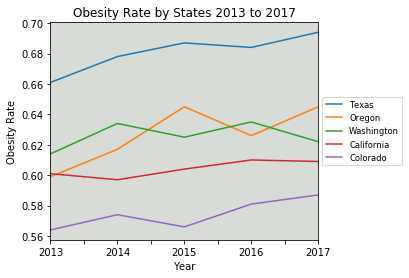 Obesity Rate by States 2013 to 2017
0.70
0.68
0.66
0.64
0.62
0.60
0.58
0.56
Obesity Rate
2013
2014
2015
2016
2017
Year
Texas
Oregon
Washington
California
Colorado